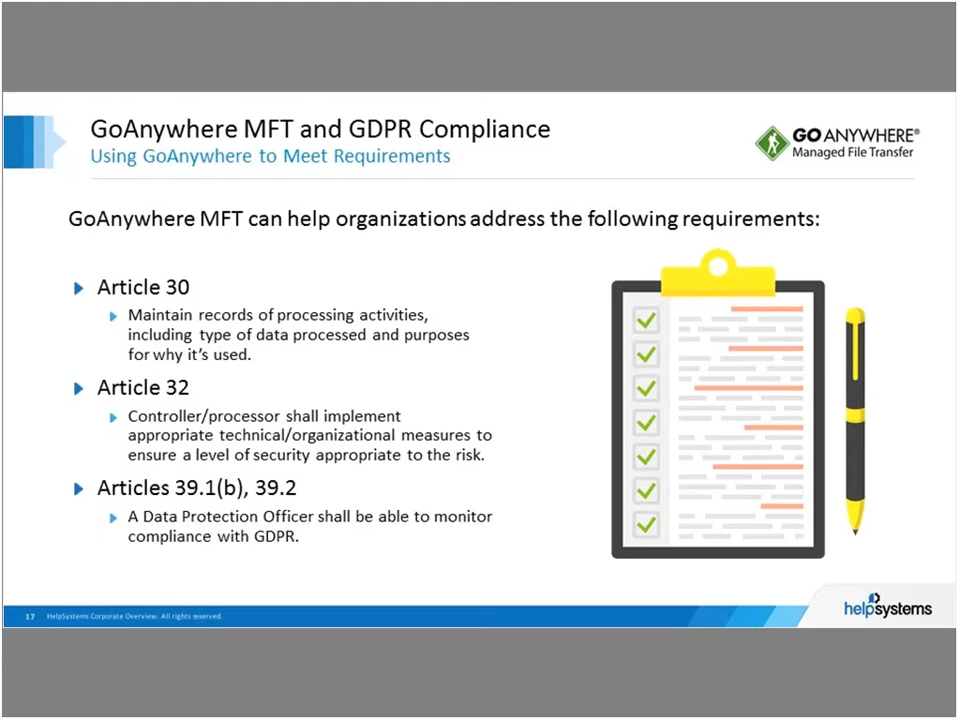 GoAnywhere MFT and GDPR Compliance
Using GoAnywhere to Meet Requirements
GO ANYWHERE®
Managed File Transfer
GoAnywhere MFT can help organizations address the following requirements:
Article 30
Maintain records of processing activities,
including type of data processed and purposes
for why it's used.
Article 32
Controller/processor shall implement
appropriate technical/organizational measures to
ensure a level of security appropriate to the risk.
Articles 39.1(b), 39.2
A Data Protection Officer shall be able to monitor
compliance with GDPR.
17 HelpSystems Corporate Overview. All rights reserved.
helpsystems